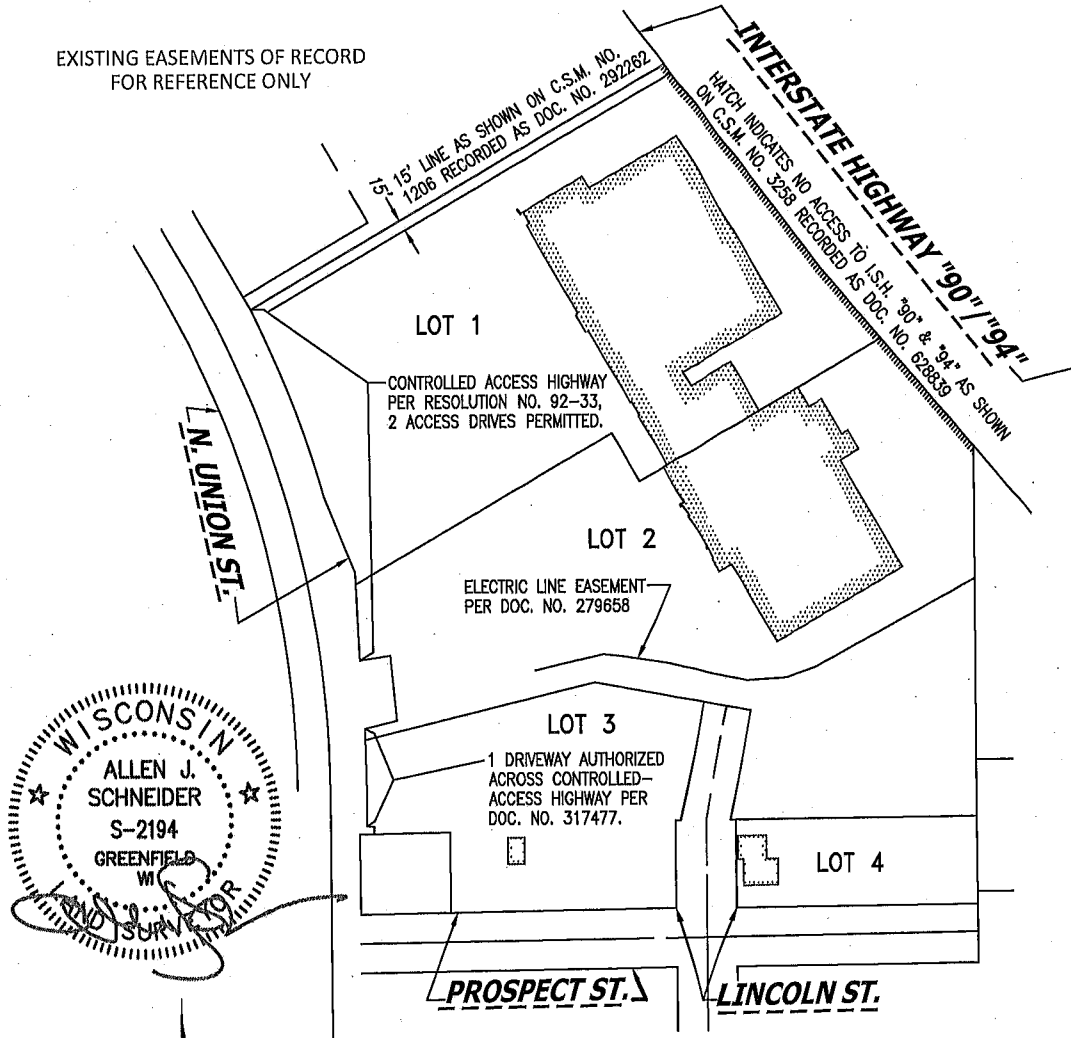 EXISTING EASEMENTS OF RECORD
FOR REFERENCE ONLY
15' LINE AS SHOWN ON C.S.M. NO.
1206 RECORDED AS DOC. NO. 292262
15'
INTERSTATE HIGHWAY "90"/"94"
HATCH INDICATES NO ACCESS TO I.S.H. "90" & "94" AS SHOWN
ON C.S.M. NO. 3258 RECORDED AS DOC. NO. 628839
LOT 1
CONTROLLED ACCESS HIGHWAY
PER RESOLUTION NO. 92-33,
2 ACCESS DRIVES PERMITTED.
N. UNION ST.
LOT 2
ELECTRIC LINE EASEMENT
PER DOC. NO. 279658
LOT 3
1 DRIVEWAY AUTHORIZED
ACROSS CONTROLLED-
ACCESS HIGHWAY PER
DOC. NO. 317477.
LOT 4
WISCONSIN
ALLEN J.
SCHNEIDER
S-2194
GREENFIELD
WI
LAND SURVEYOR
PROSPECT ST.
LINCOLN ST.